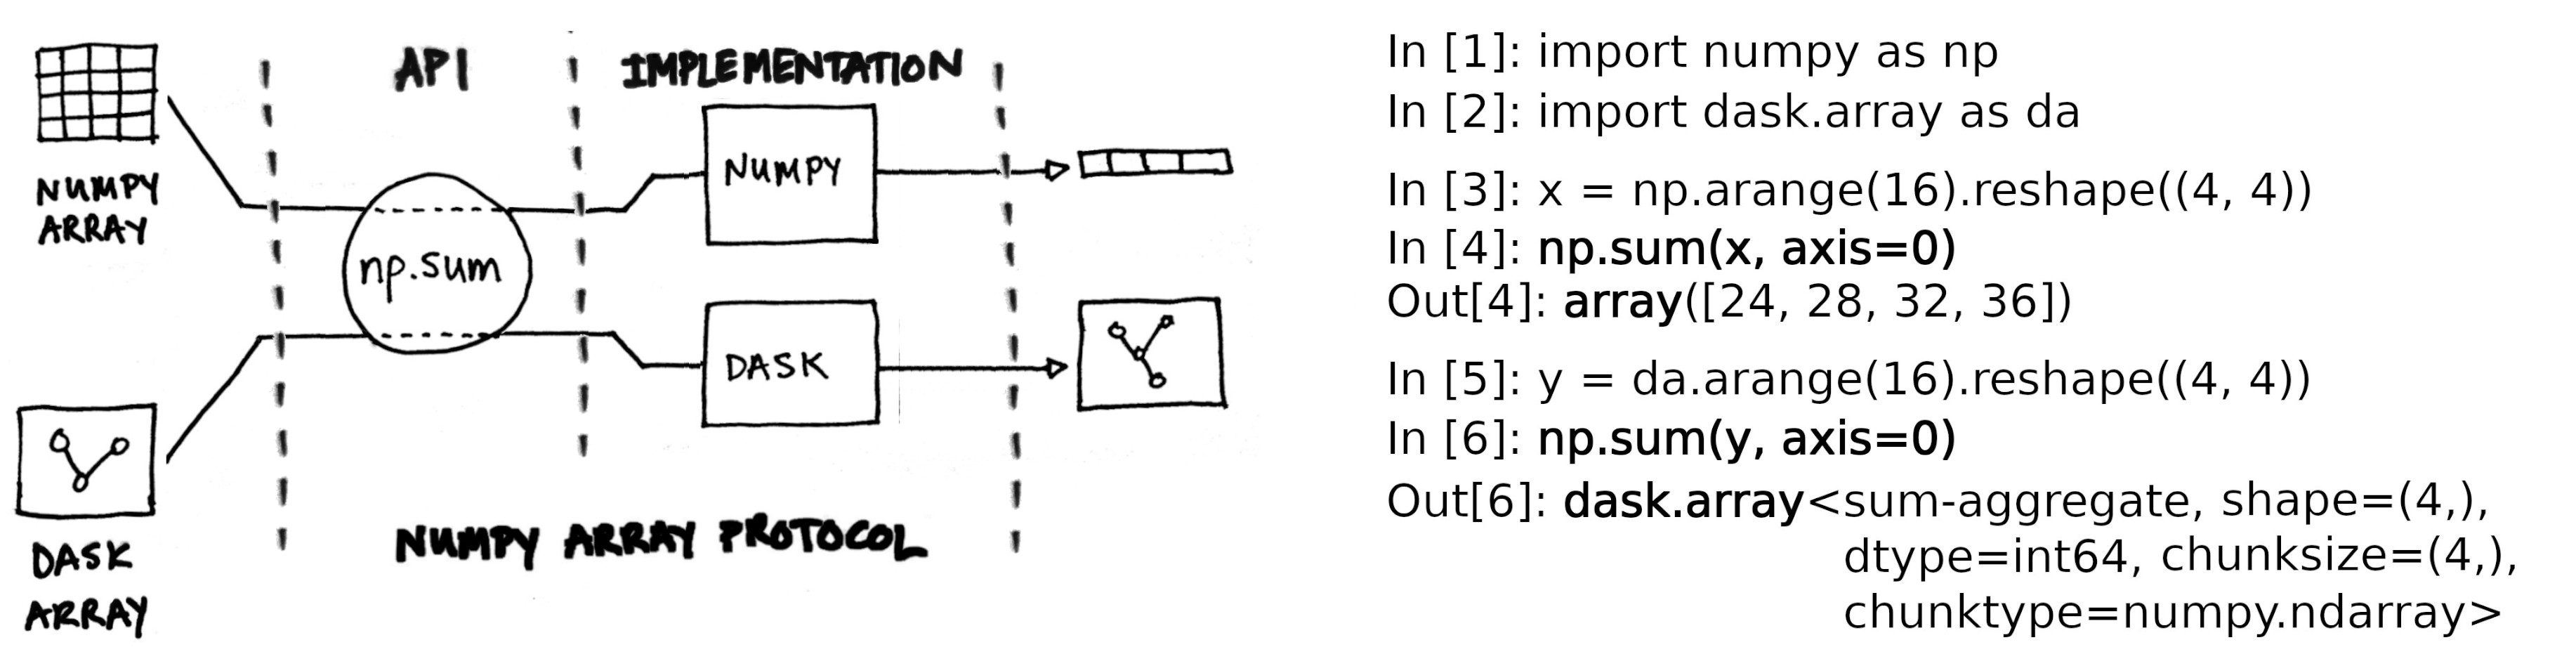 API
IMPLEMENTATION
NUMPY
ARRAY
np.sum
NUMPY
DASK
DASK
ARRAY
NUMPY ARRAY PROTOCOL
In [1]: import numpy as np
In [2]: import dask.array as da
In [3]: x = np.arange(16).reshape((4, 4))
In [4]: np.sum(x, axis=0)
Out[4]: array([24, 28, 32, 36])
In [5]: y = da.arange(16).reshape((4, 4))
In [6]: np.sum(y, axis=0)
Out[6]: dask.array<sum-aggregate, shape=(4,),
dtype=int64, chunksize=(4,),
chunktype=numpy.ndarray>